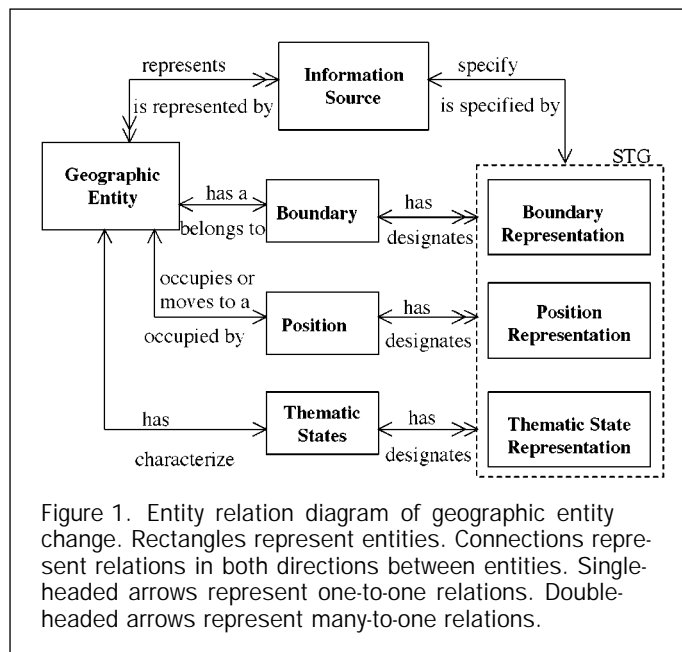 represents
Information
Source
specify
is represented by
is specified by
STG
Geographic
Entity
has a
belongs to
Boundary
has
designates
Boundary
Representation
occupies or
moves to a
occupied by
Position
has
designates
Position
Representation
has
characterize
Thematic
States
has
designates
Thematic State
Representation
Figure 1. Entity relation diagram of geographic entity
change. Rectangles represent entities. Connections repre-
sent relations in both directions between entities. Single-
headed arrows represent one-to-one relations. Double-
headed arrows represent many-to-one relations.